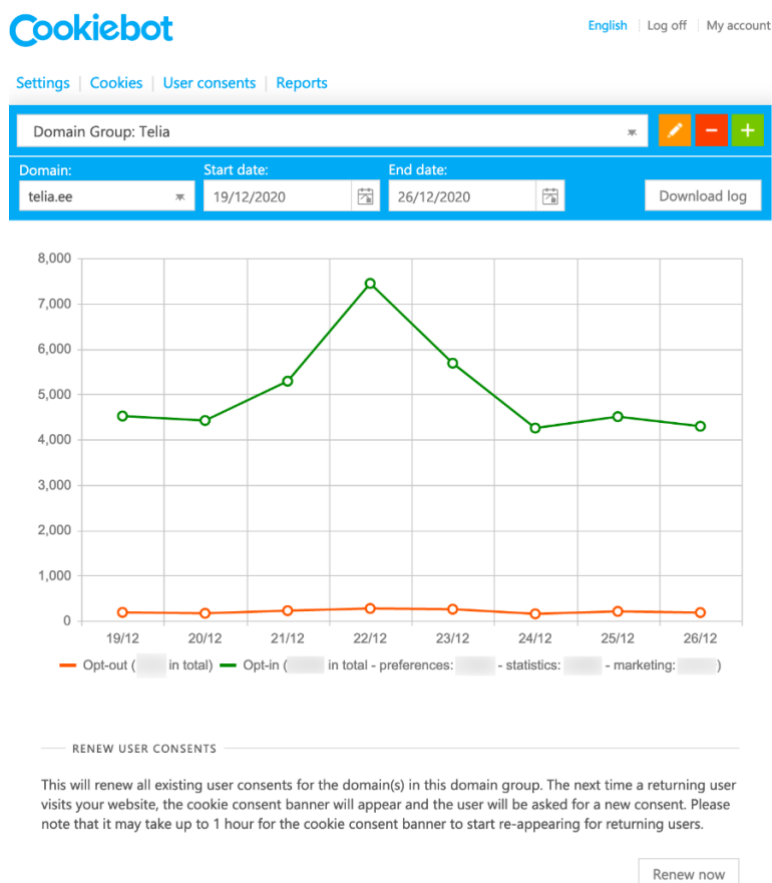 Cookiebot
English Log off My account
Settings Cookies User consents Reports
Domain Group: Telia
Domain: Start date: End date:
telia.ee 19/12/2020 26/12/2020 Download log
8,000
7,000
6,000
5,000
4,000
3,000
2,000
1,000
0
19/12 20/12 21/12 22/12 23/12 24/12 25/12 26/12
Opt-out ( in total) Opt-in ( in total - preferences: - statistics: - marketing: )
RENEW USER CONSENTS
This will renew all existing user consents for the domain(s) in this domain group. The next time a returning user
visits your website, the cookie consent banner will appear and the user will be asked for a new consent. Please
note that it may take up to 1 hour for the cookie consent banner to start re-appearing for returning users.
Renew now